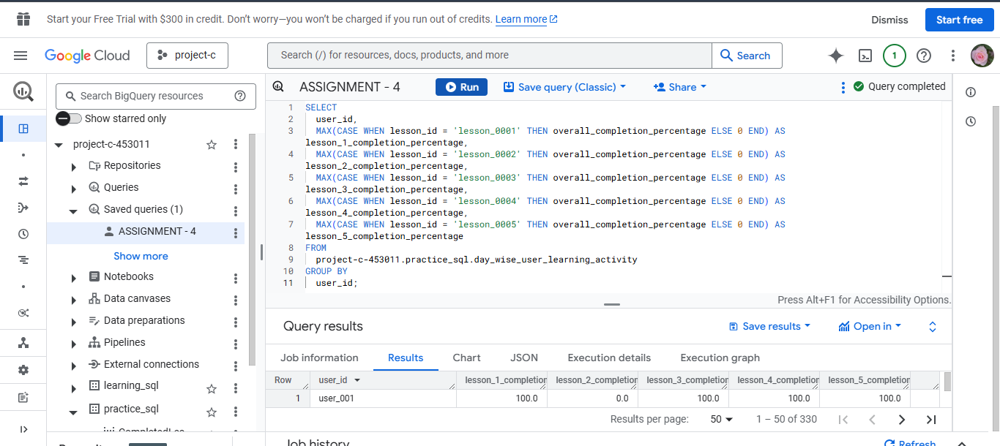 Start your Free Trial with $300 in credit. Don't worry—you won't be charged if you run out of credits. Learn more
Dismiss
Start free
Google Cloud
project-c
Search (/) for resources, docs, products, and more
Search
1
Search BigQuery resources
Show starred only
project-c-453011
Repositories
Queries
Saved queries (1)
ASSIGNMENT - 4
Show more
Notebooks
Data canvases
Data preparations
Pipelines
External connections
learning_sql
practice_sql
ASSIGNMENT - 4
Run
Save query (Classic)
Share
Query completed
1 SELECT
2 user_id,
3 MAX(CASE WHEN lesson_id = 'lesson_0001' THEN overall_completion_percentage ELSE 0 END) AS
lesson_1_completion_percentage,
4 MAX(CASE WHEN lesson_id = 'lesson_0002' THEN overall_completion_percentage ELSE 0 END) AS
lesson_2_completion_percentage,
5 MAX(CASE WHEN lesson_id = 'lesson_0003' THEN overall_completion_percentage ELSE 0 END) AS
lesson_3_completion_percentage,
6 MAX(CASE WHEN lesson_id = 'lesson_0004' THEN overall_completion_percentage ELSE 0 END) AS
lesson_4_completion_percentage,
7 MAX(CASE WHEN lesson_id = 'lesson_0005' THEN overall_completion_percentage ELSE 0 END) AS
lesson_5_completion_percentage
8 FROM
9 project-c-453011.practice_sql.day_wise_user_learning_activity
10 GROUP BY
11 user_id;
Press Alt+F1 for Accessibility Options.
Query results
Save results
Open in
Job information
Results
Chart
JSON
Execution details
Execution graph
Row user_id lesson_1_completion lesson_2_completion lesson_3_completion lesson_4_completion lesson_5_completion
1 user_001 100.0 0.0 100.0 100.0 100.0
Results per page: 50 1 – 50 of 330
Job history
Refresh